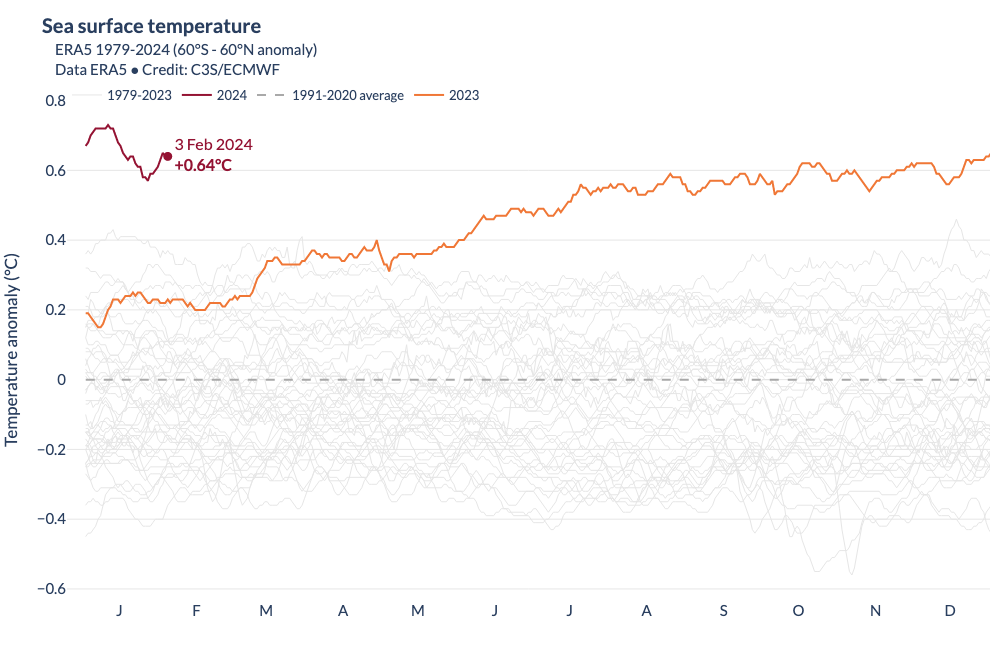 Sea surface temperature
ERA5 1979-2024 (60°S - 60°N anomaly)
Data ERA5 ● Credit: C3S/ECMWF
1979-2023 2024 1991-2020 average 2023
0.8
3 Feb 2024
+0.64°C
0.6
0.4
0.2
0
−0.2
−0.4
−0.6
Temperature anomaly (°C)
J F M A M J J A S O N D